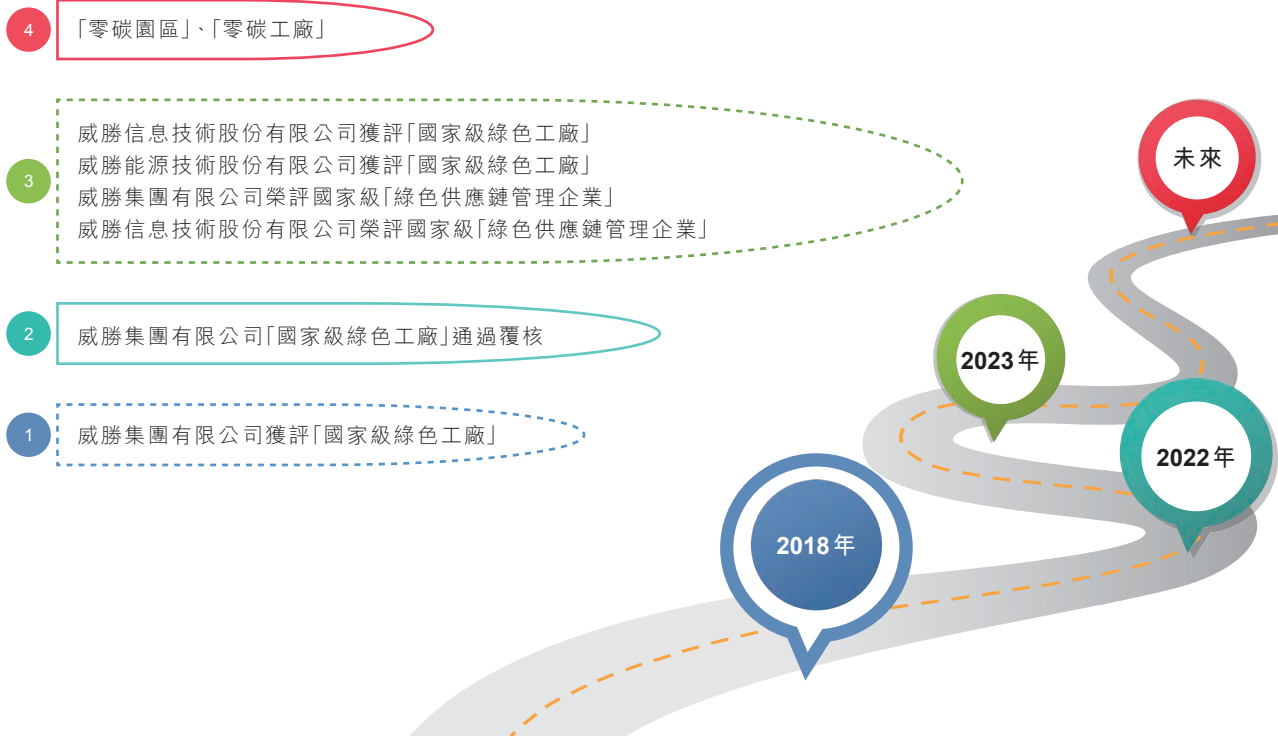 4
「零碳園區」、「零碳工廠」
3
威勝信息技術股份有限公司獲評「國家級綠色工廠」
威勝能源技術股份有限公司獲評「國家級綠色工廠」
威勝集團有限公司榮評國家級「綠色供應鏈管理企業」
威勝信息技術股份有限公司榮評國家級「綠色供應鏈管理企業」
2
威勝集團有限公司「國家級綠色工廠」通過覆核
1
威勝集團有限公司獲評「國家級綠色工廠」
未來
2023年
2022年
2018年